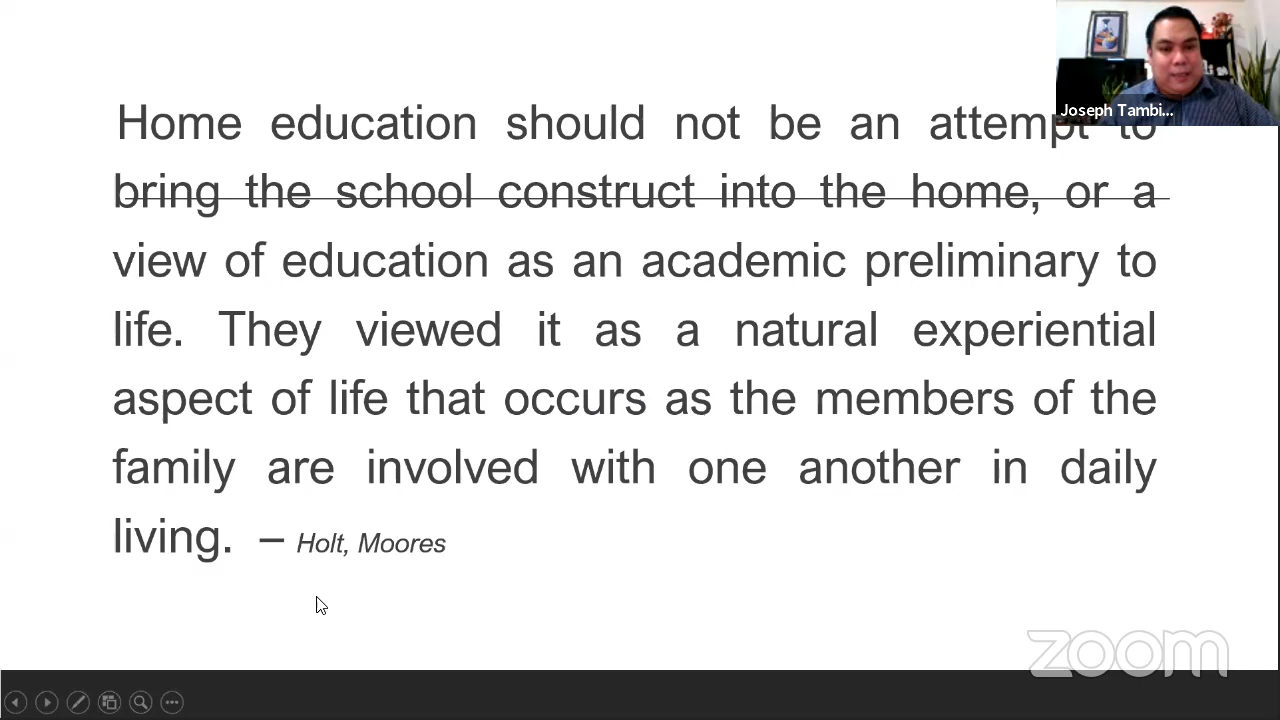 Joseph Tambi...
Home education should not be an attempt to
bring the school construct into the home, or a
view of education as an academic preliminary to
life. They viewed it as a natural experiential
aspect of life that occurs as the members of the
family are involved with one another in daily
living. – Holt, Moores
zoom